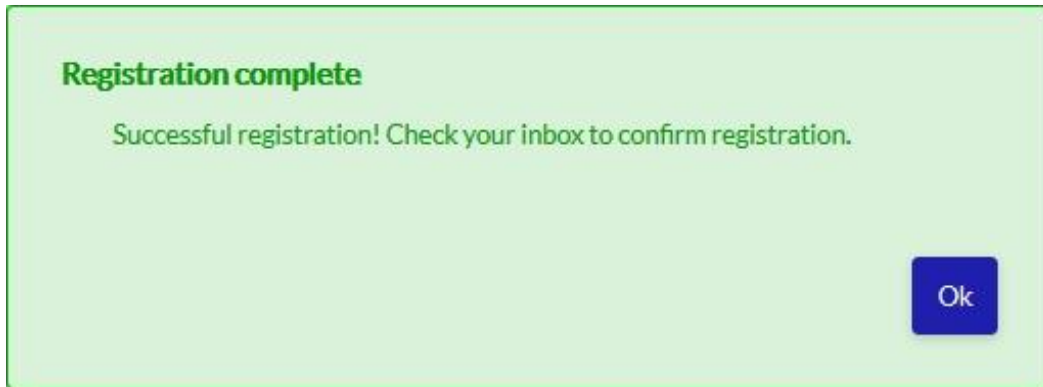 Registration complete
Successful registration! Check your inbox to confirm registration.
Ok